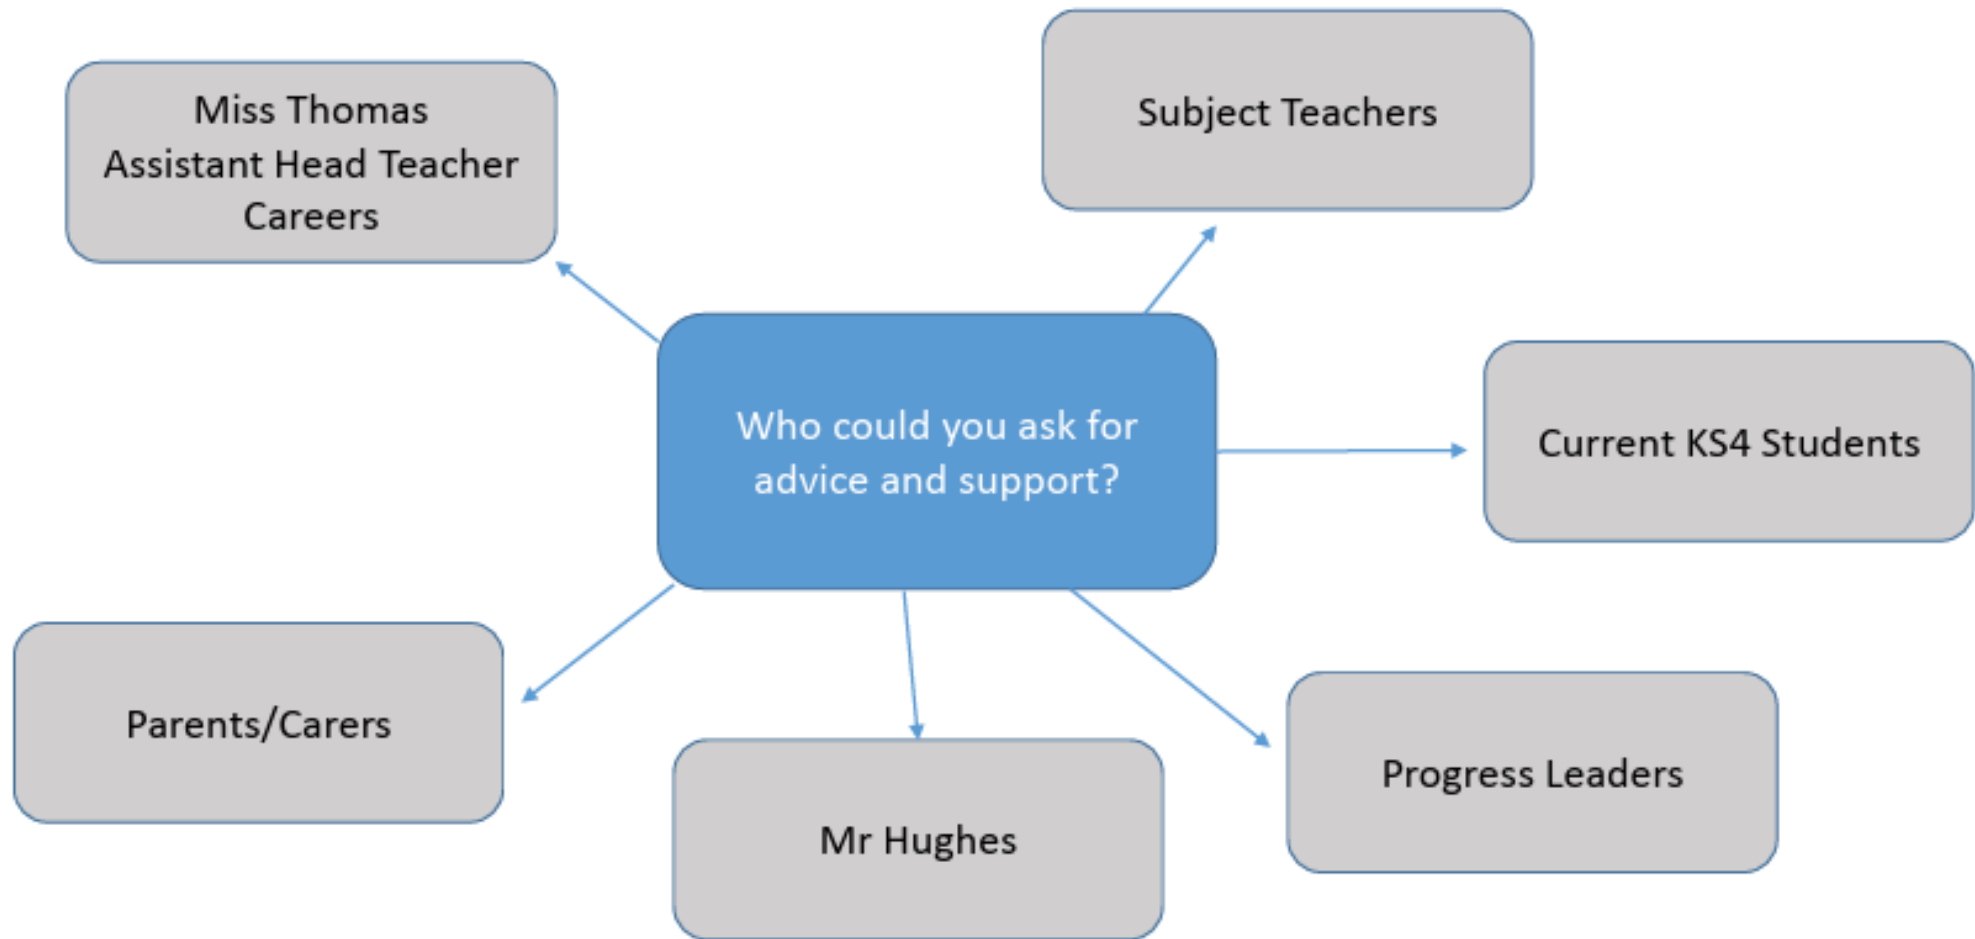 Miss Thomas
Assistant Head Teacher
Careers
Subject Teachers
Who could you ask for
advice and support?
Current KS4 Students
Parents/Carers
Mr Hughes
Progress Leaders